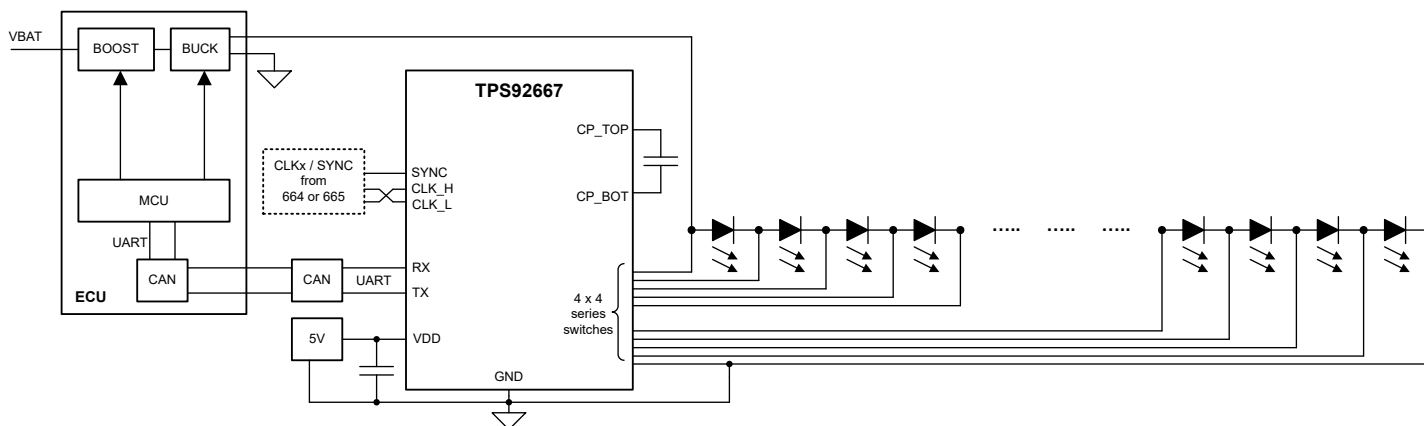 VBAT
BOOST
BUCK
TPS92667
CP_TOP
CLKx / SYNC
from
664 or 665
SYNC
CLK_H
CLK_L
MCU
CP_BOT
UART
.....
.....
.....
CAN
CAN
UART
RX
TX
ECU
4 x 4
series
switches
5V
VDD
GND